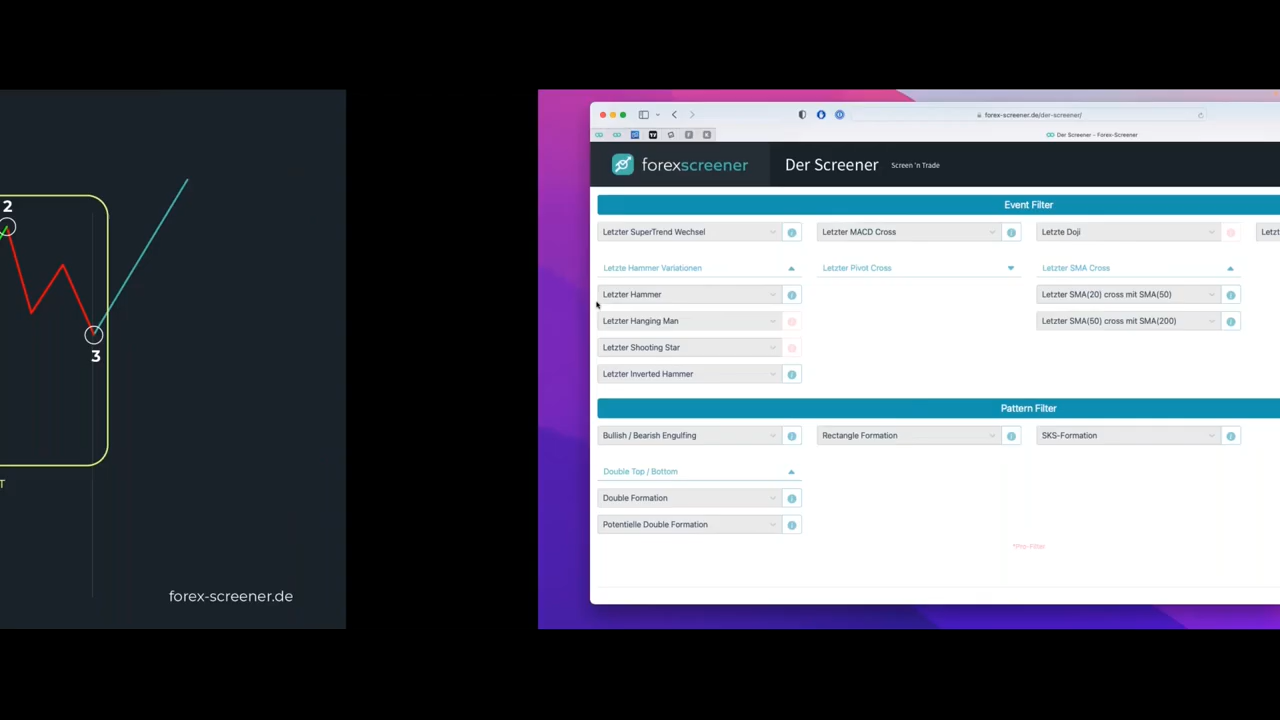 2
3
T
forex-screener.de
forex-screener.de/der-screener/
Der Screener – Forex-Screener
forexscreener
Der Screener
Screen 'n Trade
Event Filter
Letzter SuperTrend Wechsel
Letzter MACD Cross
Letzte Doji
Letzt
Letzte Hammer Variationen
Letzter Pivot Cross
Letzter SMA Cross
Letzter Hammer
Letzter SMA(20) cross mit SMA(50)
Letzter Hanging Man
Letzter SMA(50) cross mit SMA(200)
Letzter Shooting Star
Letzter Inverted Hammer
Pattern Filter
Bullish / Bearish Engulfing
Rectangle Formation
SKS-Formation
Double Top / Bottom
Double Formation
Potentielle Double Formation
*Pro-Filter